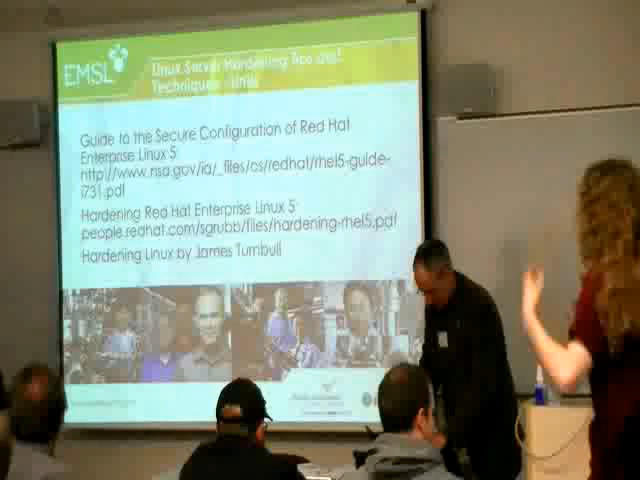 EMSL
Linux Server Hardening Tips and
Techniques - Links
Guide to the Secure Configuration of Red Hat
Enterprise Linux 5:
http://www.nsa.gov/ia/_files/os/redhat/rhel5-guide-
i731.pdf
Hardening Red Hat Enterprise Linux 5:
people.redhat.com/sgrubb/files/hardening-rhel5.pdf
Hardening Linux by James Turnbull